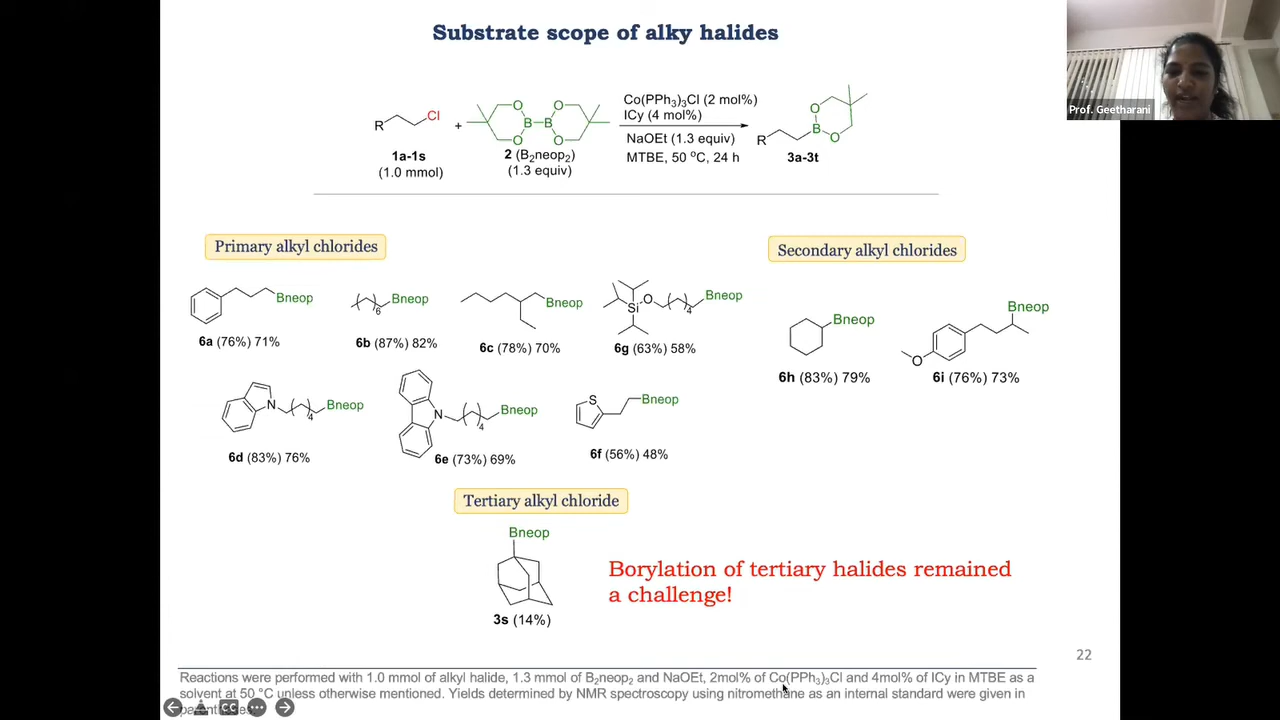 Substrate scope of alky halides
Prof. Geetharani
R
Cl
+
O
O
B
B
O
O
Co(PPh₃)₃Cl (2 mol%)
ICy (4 mol%)
NaOEt (1.3 equiv)
MTBE, 50 °C, 24 h
R
B
O
O
1a-1s
(1.0 mmol)
2 (B₂neop₂)
(1.3 equiv)
3a-3t
Primary alkyl chlorides
Secondary alkyl chlorides
Bneop
6a (76%) 71%
6
Bneop
6b (87%) 82%
Bneop
6c (78%) 70%
Si
O
4
Bneop
6g (63%) 58%
Bneop
6h (83%) 79%
O
Bneop
6i (76%) 73%
N
4
Bneop
6d (83%) 76%
N
4
Bneop
6e (73%) 69%
S
Bneop
6f (56%) 48%
Tertiary alkyl chloride
Bneop
3s (14%)
Borylation of tertiary halides remained
a challenge!
22
Reactions were performed with 1.0 mmol of alkyl halide, 1.3 mmol of B₂neop₂ and NaOEt, 2mol% of Co(PPh₃)₃Cl and 4mol% of ICy in MTBE as a
solvent at 50 °C unless otherwise mentioned. Yields determined by NMR spectroscopy using nitromethane as an internal standard were given in
CC